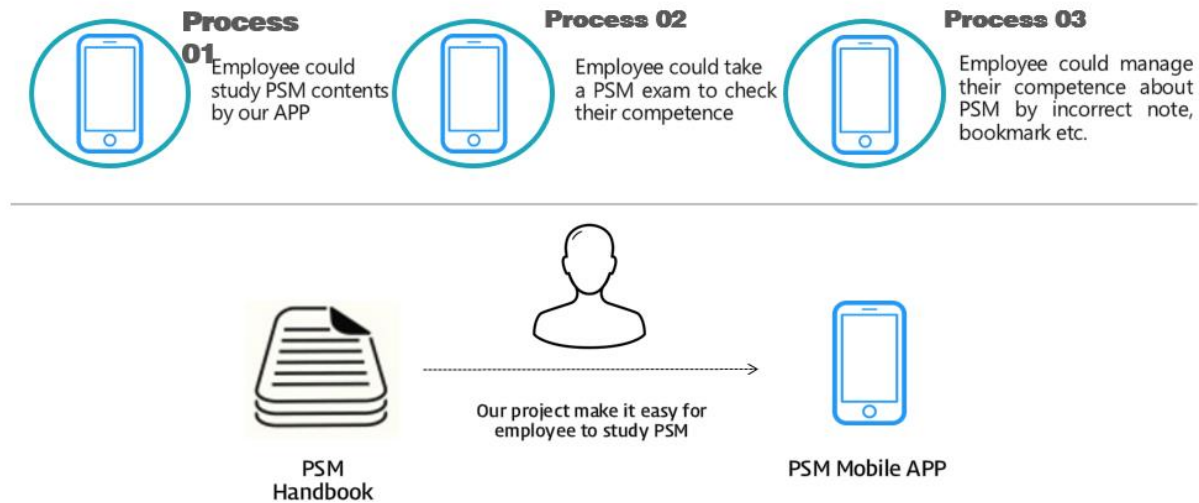 Process
01
Employee could
study PSM contents
by our APP
Process 02
Employee could take
a PSM exam to check
their competence
Process 03
Employee could manage
their competence about
PSM by incorrect note,
bookmark etc.
Our project make it easy for
employee to study PSM
PSM
Handbook
PSM Mobile APP